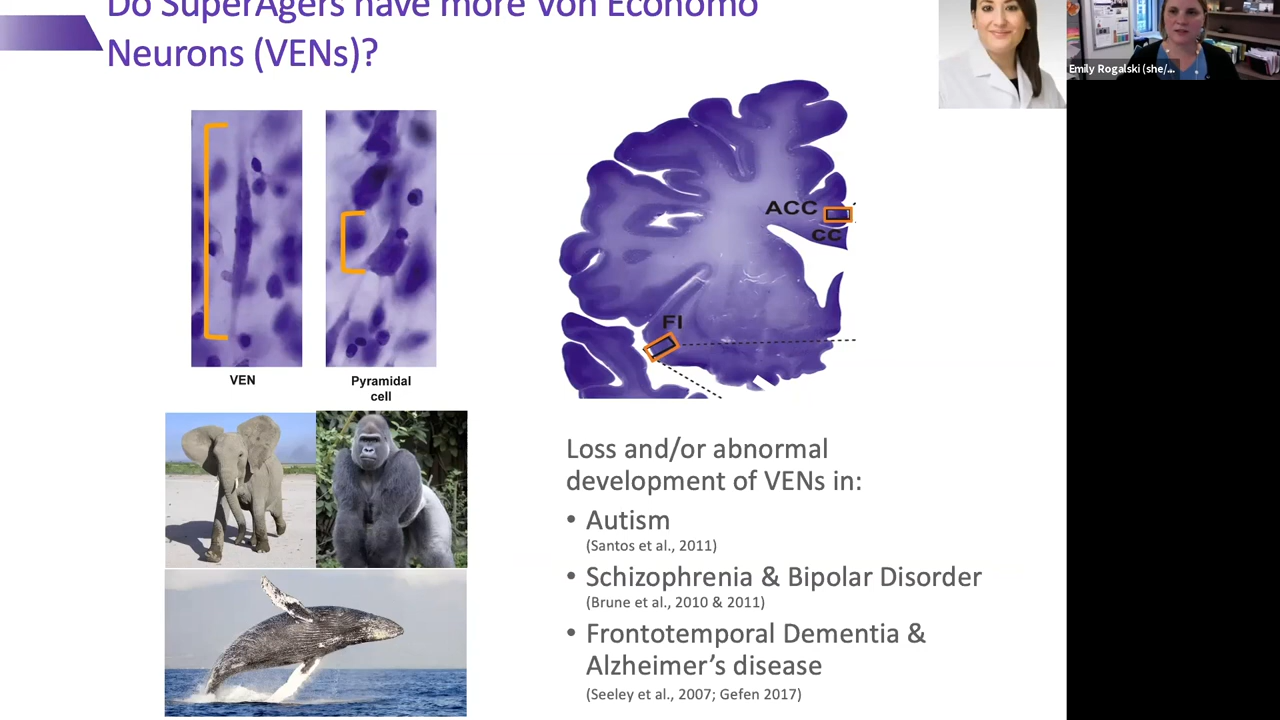 Do SuperAgers have more Von Economo
Neurons (VENs)?
Emily Rogalski (she/...
VEN
Pyramidal
cell
ACC
CC
FI
Loss and/or abnormal
development of VENs in:
• Autism
(Santos et al., 2011)
• Schizophrenia & Bipolar Disorder
(Brune et al., 2010 & 2011)
• Frontotemporal Dementia &
Alzheimer’s disease
(Seeley et al., 2007; Gefen 2017)